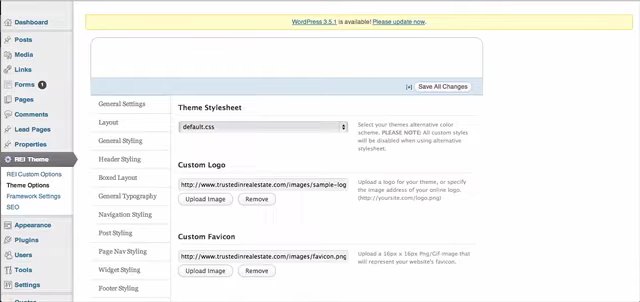 WordPress 3.5.1 is available! Please update now.
Dashboard
Posts
Media
Links
Forms 1
Pages
Comments
Lead Pages
Properties
REI Theme
REI Custom Options
Theme Options
Framework Settings
SEO
Appearance
Plugins
Users
Tools
Settings
[+] Save All Changes
General Settings
Layout
General Styling
Header Styling
Boxed Layout
General Typography
Navigation Styling
Post Styling
Page Nav Styling
Widget Styling
Footer Styling
Theme Stylesheet
default.css
Select your themes alternative color
scheme. PLEASE NOTE: All custom styles
will be disabled when using alternative
stylesheet.
Custom Logo
http://www.trustedinrealestate.com/images/sample-log
Upload Image Remove
Upload a logo for your theme, or specify
the image address of your online logo.
(http://yoursite.com/logo.png)
Custom Favicon
http://www.trustedinrealestate.com/images/favicon.png
Upload Image Remove
Upload a 16px x 16px Png/Gif image that
will represent your website's favicon.